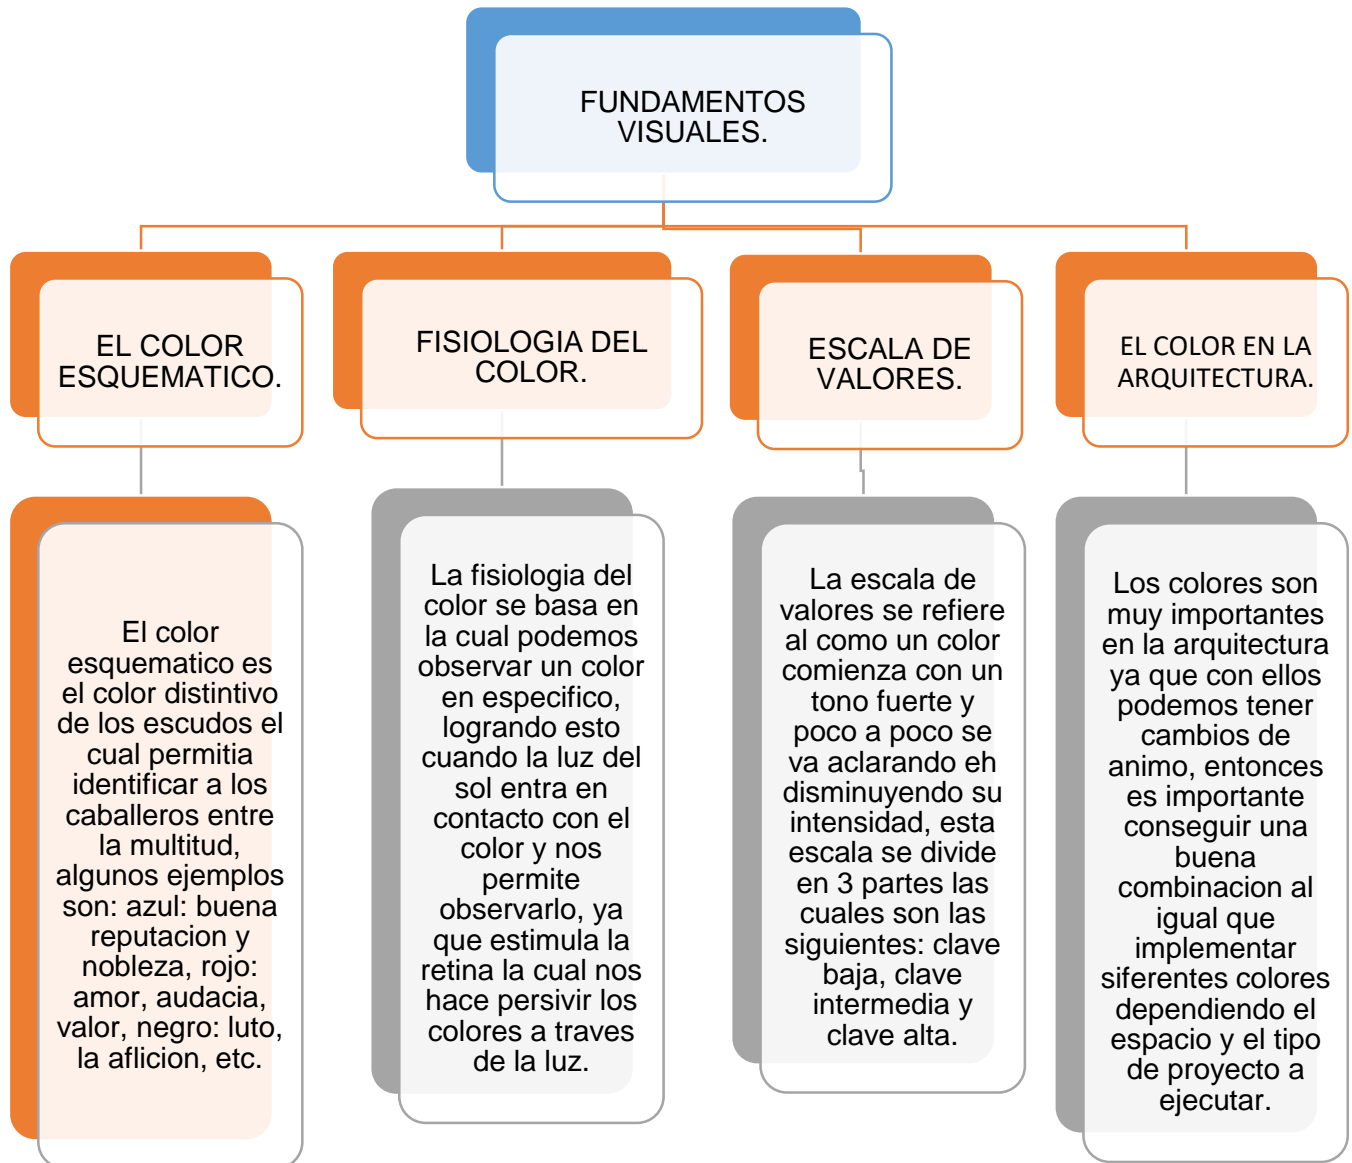 FUNDAMENTOS
VISUALES.
EL COLOR
ESQUEMATICO.
FISIOLOGIA DEL
COLOR.
ESCALA DE
VALORES.
EL COLOR EN LA
ARQUITECTURA.
El color
esquematico es
el color distintivo
de los escudos el
cual permitia
identificar a los
caballeros entre
la multitud,
algunos ejemplos
son: azul: buena
reputacion y
nobleza, rojo:
amor, audacia,
valor, negro: luto,
la aflicion, etc.
La fisiologia del
color se basa en
la cual podemos
observar un color
en especifico,
logrando esto
cuando la luz del
sol entra en
contacto con el
color y nos
permite
observarlo, ya
que estimula la
retina la cual nos
hace persivir los
colores a traves
de la luz.
La escala de
valores se refiere
al como un color
comienza con un
tono fuerte y
poco a poco se
va aclarando eh
disminuyendo su
intensidad, esta
escala se divide
en 3 partes las
cuales son las
siguientes: clave
baja, clave
intermedia y
clave alta.
Los colores son
muy importantes
en la arquitectura
ya que con ellos
podemos tener
cambios de
animo, entonces
es importante
conseguir una
buena
combinacion al
igual que
implementar
siferentes colores
dependiendo el
espacio y el tipo
de proyecto a
ejecutar.